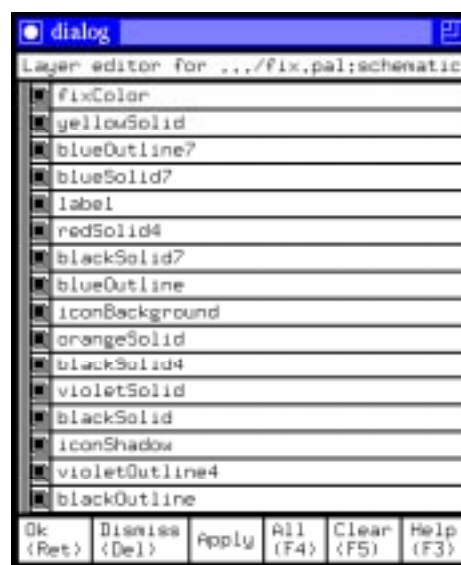 dialog
Layer editor for .../fix.pal:schematic
fixColor
yellowSolid
blueOutline7
blueSolid7
label
redSolid4
blackSolid7
blueOutline
iconBackground
orangeSolid
blackSolid4
violetSolid
blackSolid
iconShadow
violetOutline4
blackOutline
Ok Dismiss Apply All Clear Help
(Ret) (Del) (F4) (F5) (F3)